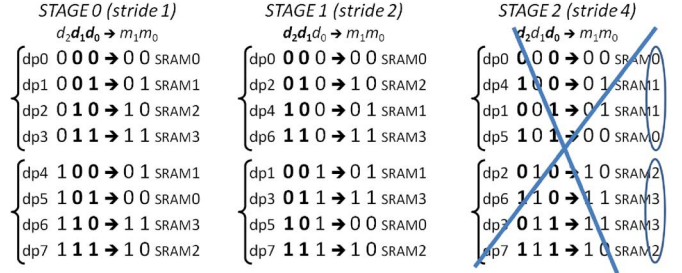 STAGE 0 (stride 1)
d₂d₁d₀ → m₁m₀
dp0 0 0 0 → 0 0 SRAM0
dp1 0 0 1 → 0 1 SRAM1
dp2 0 1 0 → 1 0 SRAM2
dp3 0 1 1 → 1 1 SRAM3
dp4 1 0 0 → 0 1 SRAM1
dp5 1 0 1 → 0 0 SRAM0
dp6 1 1 0 → 1 1 SRAM3
dp7 1 1 1 → 1 0 SRAM2
STAGE 1 (stride 2)
d₂d₁d₀ → m₁m₀
dp0 0 0 0 → 0 0 SRAM0
dp2 0 1 0 → 1 0 SRAM2
dp4 1 0 0 → 0 1 SRAM1
dp6 1 1 0 → 1 1 SRAM3
dp1 0 0 1 → 0 1 SRAM1
dp3 0 1 1 → 1 1 SRAM3
dp5 1 0 1 → 0 0 SRAM0
dp7 1 1 1 → 1 0 SRAM2
STAGE 2 (stride 4)
d₂d₁d₀ → m₁m₀
dp0 0 0 0 → 0 0 SRAM0
dp4 1 0 0 → 0 1 SRAM1
dp1 0 0 1 → 0 1 SRAM1
dp5 1 0 1 → 0 0 SRAM0
dp2 0 1 0 → 1 0 SRAM2
dp6 1 1 0 → 1 1 SRAM3
dp3 0 1 1 → 1 1 SRAM3
dp7 1 1 1 → 1 0 SRAM2